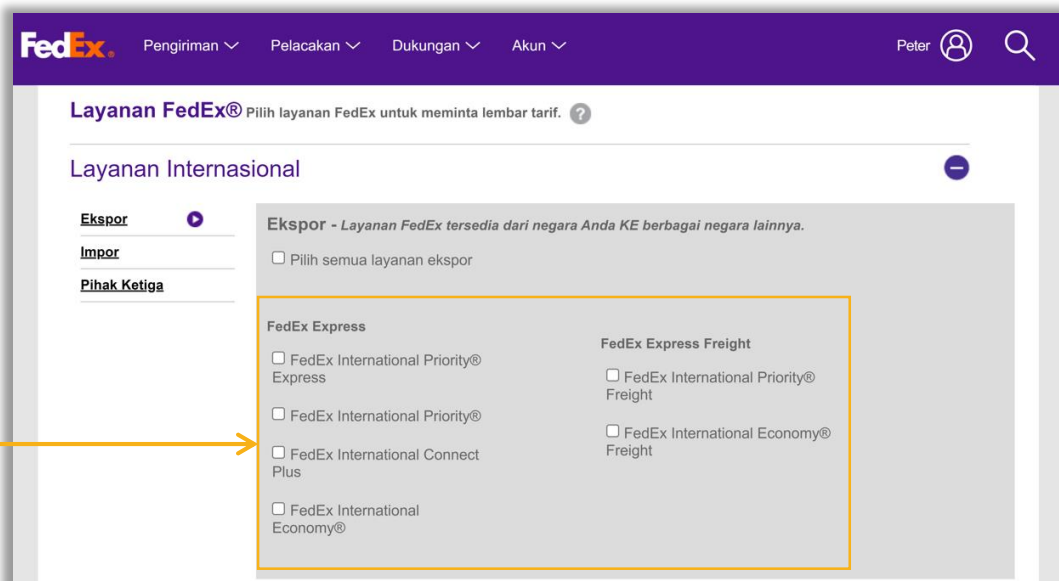 FedEx. Pengiriman Pelacakan Dukungan Akun Peter
Layanan FedEx® Pilih layanan FedEx untuk meminta lembar tarif. ?
Layanan Internasional
Ekspor
Impor
Pihak Ketiga
Ekspor - Layanan FedEx tersedia dari negara Anda KE berbagai negara lainnya.
Pilih semua layanan ekspor
FedEx Express
FedEx International Priority®
Express
FedEx International Priority®
FedEx International Connect
Plus
FedEx International
Economy®
FedEx Express Freight
FedEx International Priority®
Freight
FedEx International Economy®
Freight